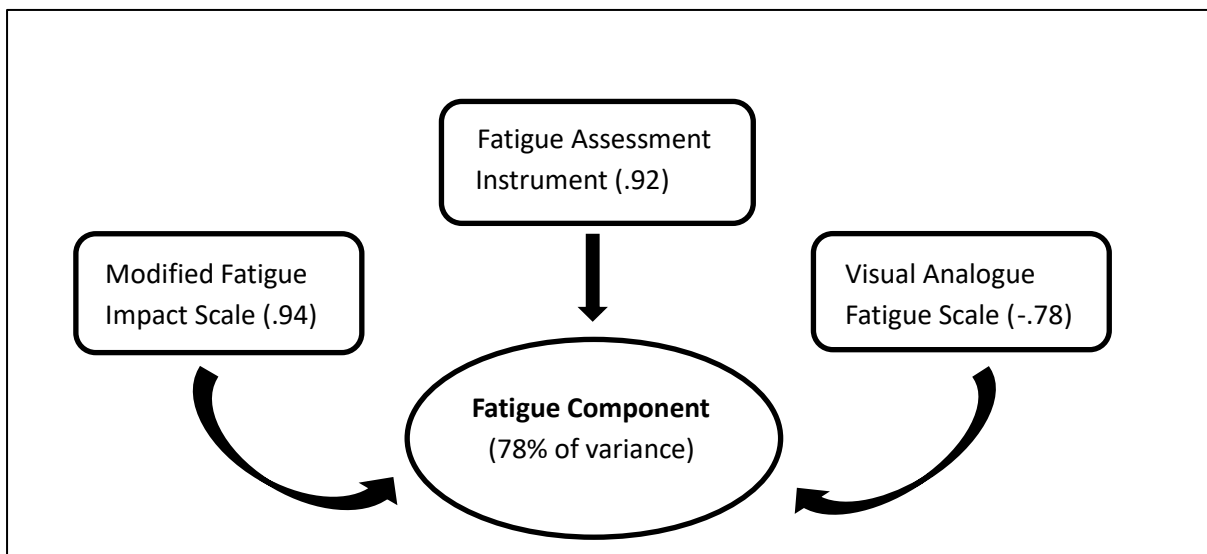 Fatigue Assessment
Instrument (.92)
Modified Fatigue
Impact Scale (.94)
Visual Analogue
Fatigue Scale (-.78)
Fatigue Component
(78% of variance)